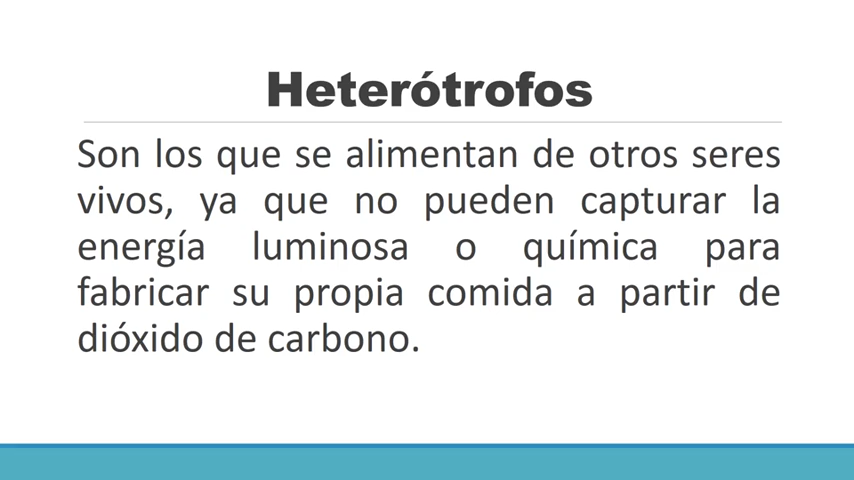 Heterótrofos
Son los que se alimentan de otros seres
vivos, ya que no pueden capturar la
energía luminosa o química para
fabricar su propia comida a partir de
dióxido de carbono.